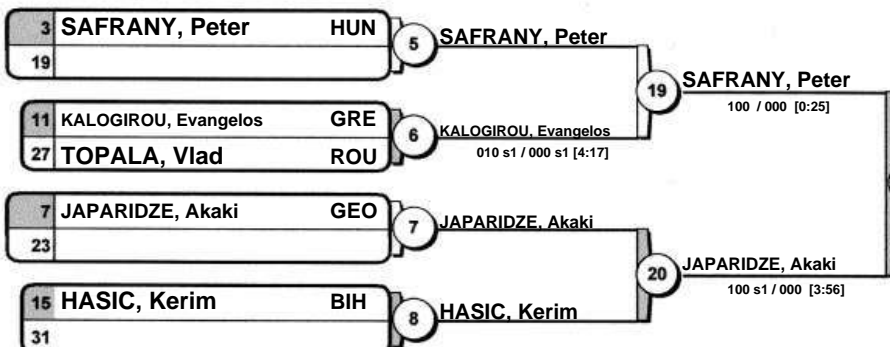 3 SAFRANY, Peter HUN
19
5 SAFRANY, Peter
11 KALOGIROU, Evangelos GRE
27 TOPALA, Vlad ROU
6 KALOGIROU, Evangelos
010 s1 / 000 s1 [4:17]
19 SAFRANY, Peter
100 / 000 [0:25]
7 JAPARIDZE, Akaki GEO
23
7 JAPARIDZE, Akaki
15 HASIC, Kerim BIH
31
8 HASIC, Kerim
20 JAPARIDZE, Akaki
100 s1 / 000 [3:56]